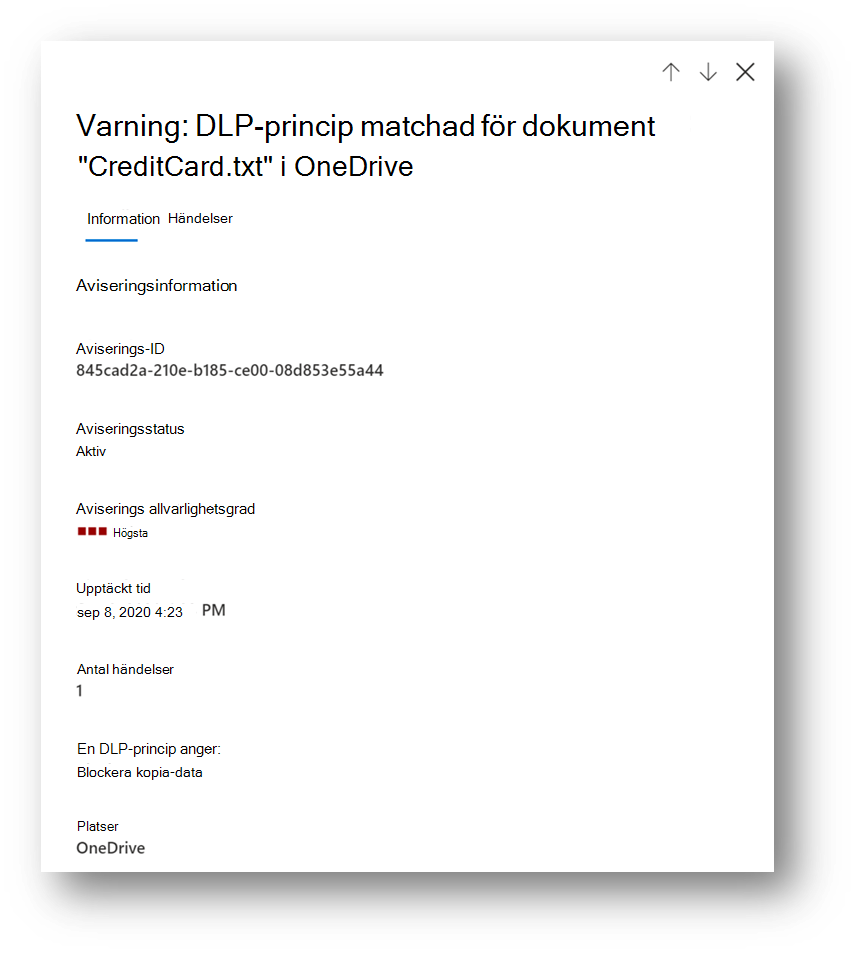 Varning: DLP-princip matchad för dokument
"CreditCard.txt" i OneDrive
Information Händelser
Aviseringsinformation
Aviserings-ID
845cad2a-210e-b185-ce00-08d853e55a44
Aviseringsstatus
Aktiv
Aviserings allvarlighetsgrad
Högsta
Upptäckt tid
sep 8, 2020 4:23 PM
Antal händelser
1
En DLP-princip anger:
Blockera kopia-data
Platser
OneDrive